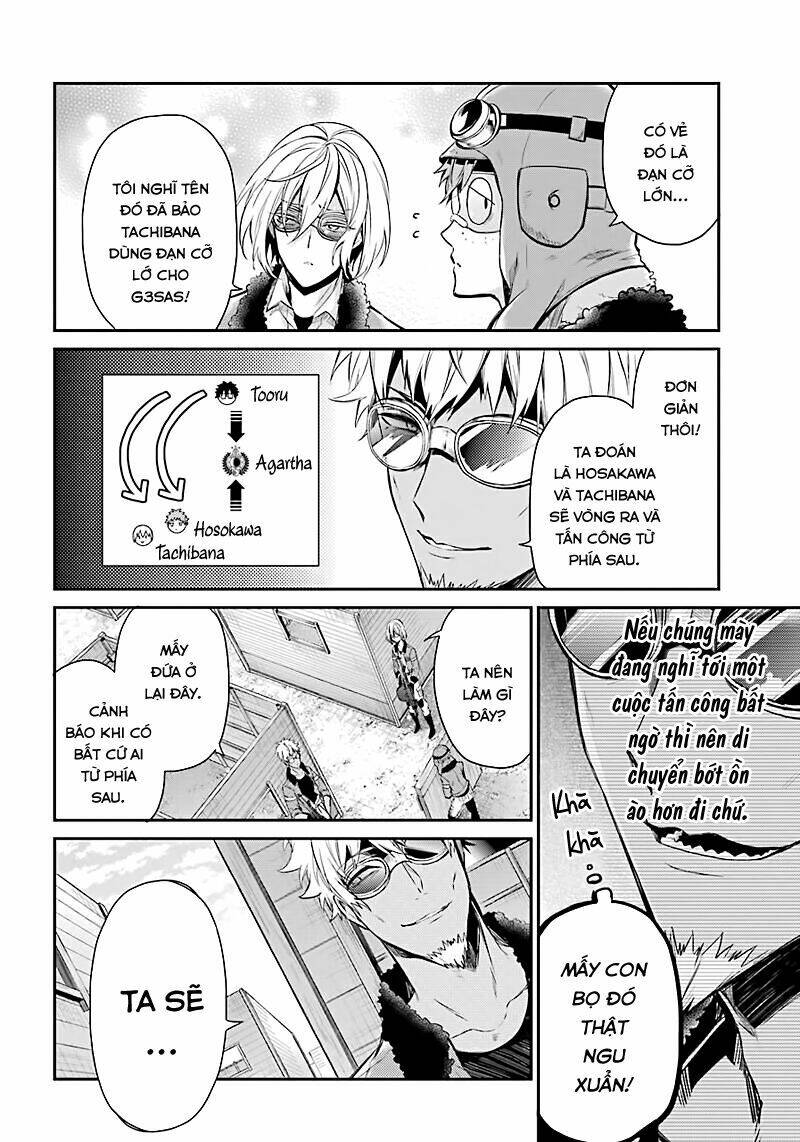 CÓ VẺ
ĐÓ LÀ
ĐẠN CỠ
LỚN...
TÔI NGHĨ TÊN
ĐÓ ĐÃ BẢO
TACHIBANA
DÙNG ĐẠN CỠ
LỚ CHO
G3SAS!
ĐƠN
GIẢN
THÔI!
TA ĐOÁN
LÀ HOSAKAWA
VÀ TACHIBANA
SẼ VÒNG RA VÀ
TẤN CÔNG TỪ
PHÍA SAU.
Tooru
Agartha
Hosokawa
Tachibana
Nếu chúng mày
đang nghĩ tới một
cuộc tấn công bất
ngờ thì nên di
chuyển bớt ồn
ào hơn đi chứ.
Khà
khà
MẤY CON
BỌ ĐÓ
THẬT
NGU
XUẨN!
TA NÊN
LÀM GÌ
ĐÂY?
MẤY
ĐỨA Ở
LẠI ĐÂY.
CẢNH
BÁO KHI CÓ
BẤT CỨ AI
TỪ PHÍA
SAU.
TA SẼ
...